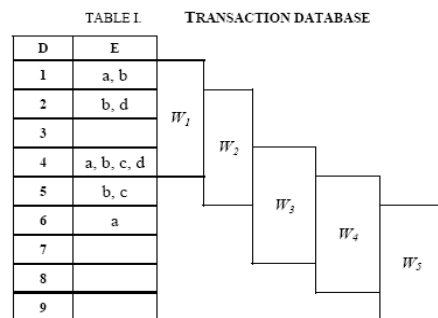 TABLE I. TRANSACTION DATABASE
D E
1 a, b
2 b, d
3
4 a, b, c, d
5 b, c
6 a
7
8
9
W1
W2
W3
W4
W5